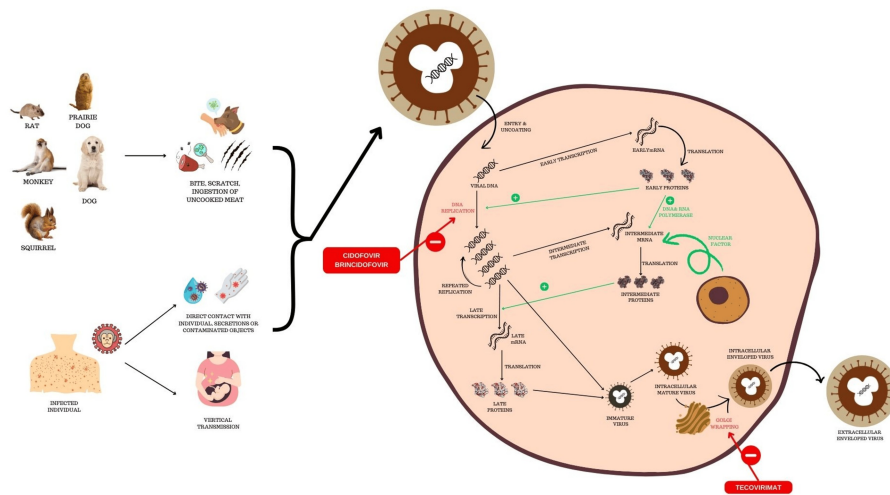 RAT
PRAIRIE
DOG
MONKEY
DOG
SQUIRREL
BITE, SCRATCH,
INGESTION OF
UNCOOKED MEAT
INFECTED
INDIVIDUAL
DIRECT CONTACT WITH
INDIVIDUAL, SECRETIONS OR
CONTAMINATED OBJECTS
VERTICAL
TRANSMISSION
ENTRY &
UNCOATING
VIRAL DNA
EARLY TRANSCRIPTION
EARLY mRNA
TRANSLATION
EARLY PROTEINS
DNA & RNA
POLYMERASE
DNA
REPLICATION
CIDOFOVIR
BRINCIDOFOVIR
INTERMEDIATE
TRANSCRIPTION
INTERMEDIATE
MRNA
NUCLEAR
FACTOR
TRANSLATION
INTERMEDIATE
PROTEINS
REPEATED
REPLICATION
LATE
TRANSCRIPTION
LATE
mRNA
TRANSLATION
LATE
PROTEINS
IMMATURE
VIRUS
INTRACELLULAR
MATURE VIRUS
GOLGI
WRAPPING
INTRACELLULAR
ENVELOPED VIRUS
EXTRACELLULAR
ENVELOPED VIRUS
TECOVIRIMAT